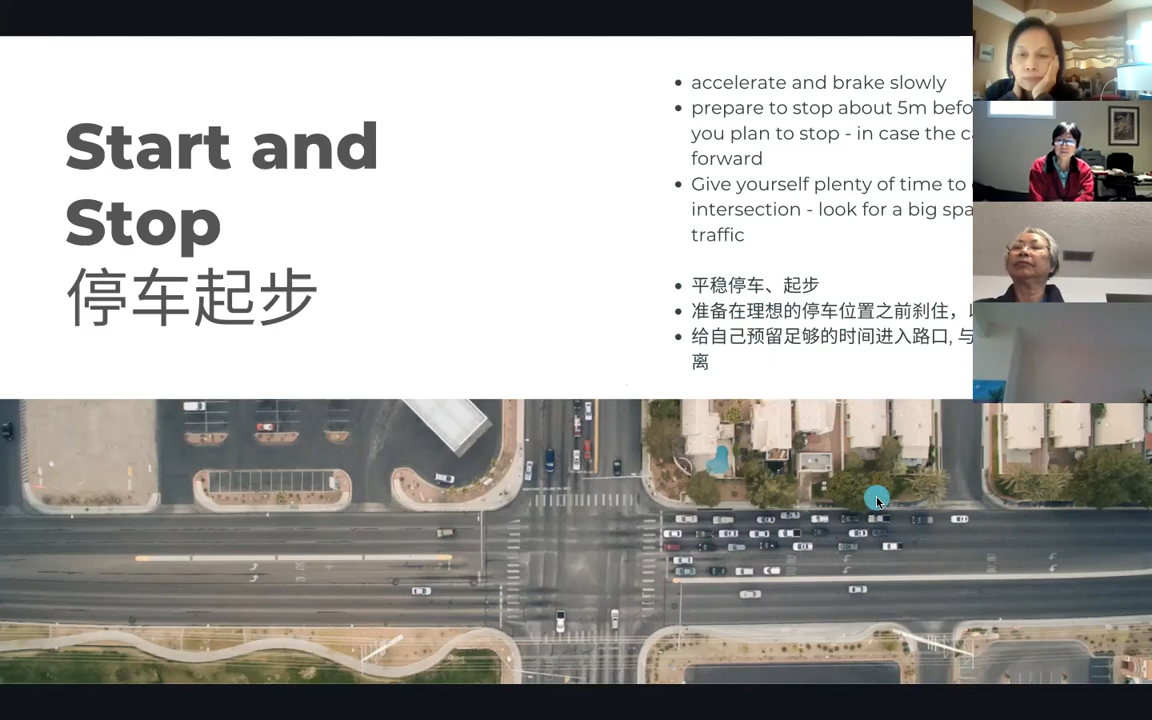 Start and
Stop
停车起步
accelerate and brake slowly
prepare to stop about 5m
you plan to stop - in case the
forward
Give yourself plenty of time to
intersection - look for a big
traffic
平稳停车、起步
准备在理想的停车位置之前刹住，
给自己预留足够的时间进入路口, 与
离